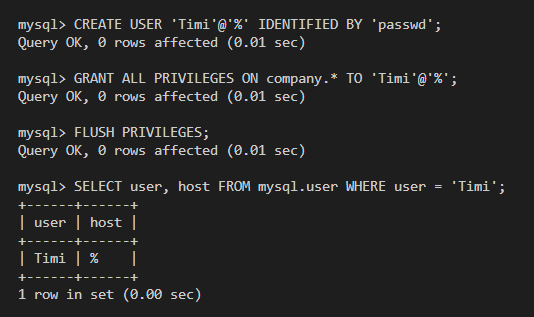 mysql> CREATE USER 'Timi'@'%' IDENTIFIED BY 'passwd';
Query OK, 0 rows affected (0.01 sec)
mysql> GRANT ALL PRIVILEGES ON company.* TO 'Timi'@'%';
Query OK, 0 rows affected (0.01 sec)
mysql> FLUSH PRIVILEGES;
Query OK, 0 rows affected (0.01 sec)
mysql> SELECT user, host FROM mysql.user WHERE user = 'Timi';
+------+------+
| user | host |
+------+------+
| Timi | %    |
+------+------+
1 row in set (0.00 sec)